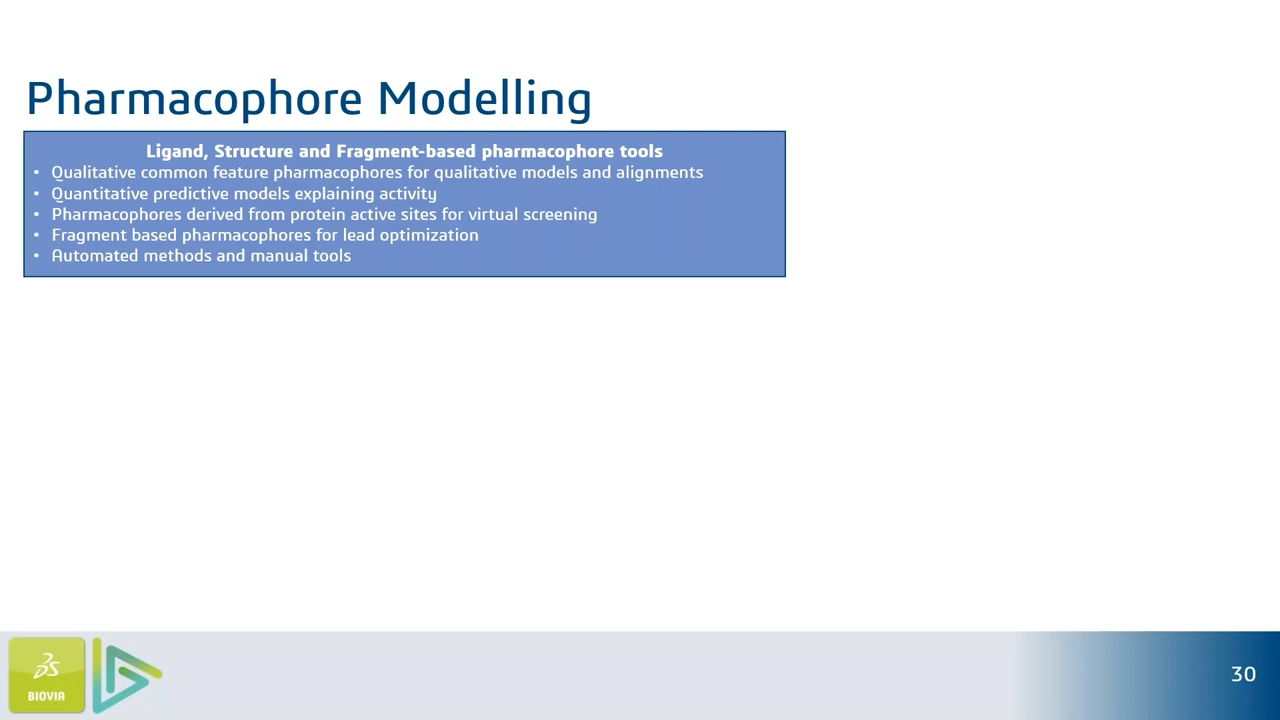 Pharmacophore Modelling
Ligand, Structure and Fragment-based pharmacophore tools
• Qualitative common feature pharmacophores for qualitative models and alignments
• Quantitative predictive models explaining activity
• Pharmacophores derived from protein active sites for virtual screening
• Fragment based pharmacophores for lead optimization
• Automated methods and manual tools
3DS
BIOVIA
30